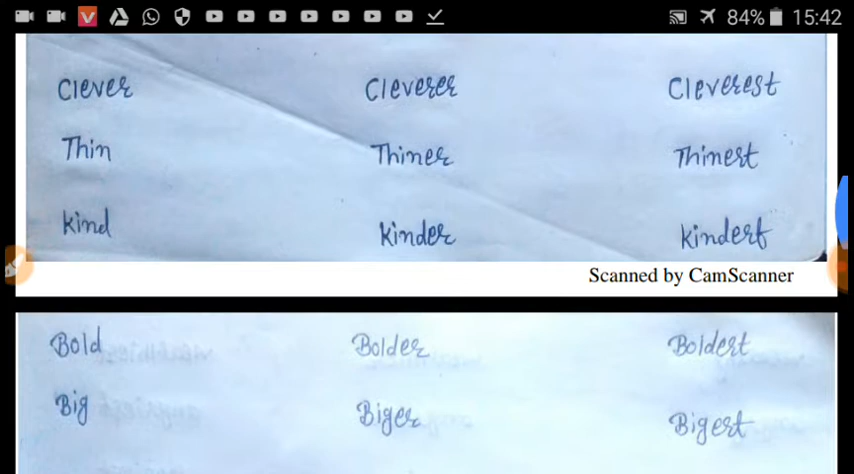 84% 15:42
Clever Cleverer Cleverest
Thin Thiner Thinest
kind kinder kindest
Scanned by CamScanner
Bold Bolder Boldest
Big Biger Bigest